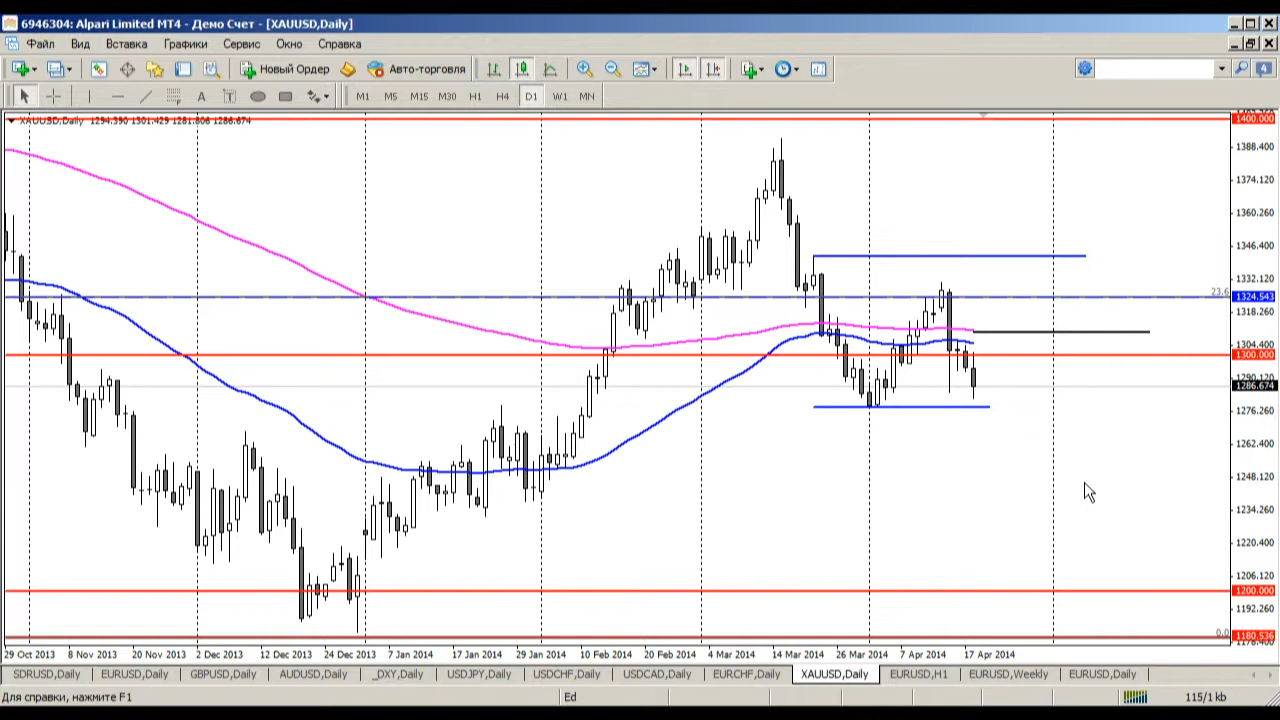 6946304: Alpari Limited MT4 - Демо Счет - [XAUUSD,Daily]
Файл Вид Вставка Графики Сервис Окно Справка
Новый Ордер Авто-торговля
A T M1 M5 M15 M30 H1 H4 D1 W1 MN
XAUUSD,Daily 1294.390 1301.429 1281.806 1286.674
1400.000
1388.400
1374.120
1360.260
1346.400
1332.120
23.6
1324.543
1318.260
1304.400
1300.000
1290.120
1286.674
1276.260
1262.400
1248.120
1234.260
1220.400
1206.120
1200.000
1192.260
0.0
1180.536
29 Oct 2013 8 Nov 2013 20 Nov 2013 2 Dec 2013 12 Dec 2013 24 Dec 2013 7 Jan 2014 17 Jan 2014 29 Jan 2014 10 Feb 2014 20 Feb 2014 4 Mar 2014 14 Mar 2014 26 Mar 2014 7 Apr 2014 17 Apr 2014
SDRUSD,Daily EURUSD,Daily GBPUSD,Daily AUDUSD,Daily _DXY,Daily USDJPY,Daily USDCHF,Daily USDCAD,Daily EURCHF,Daily XAUUSD,Daily EURUSD,H1 EURUSD,Weekly EURUSD,Daily
Для справки, нажмите F1 Ed 115/1 kb